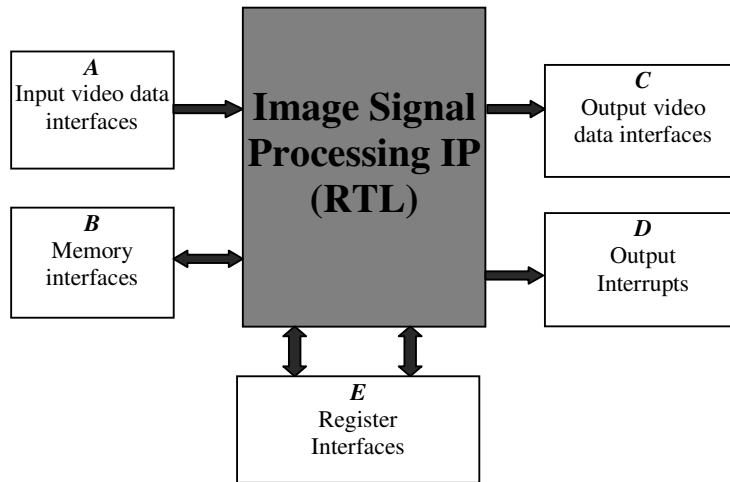 A
Input video data
interfaces
B
Memory
interfaces
Image Signal
Processing IP
(RTL)
C
Output video
data interfaces
D
Output
Interrupts
E
Register
Interfaces